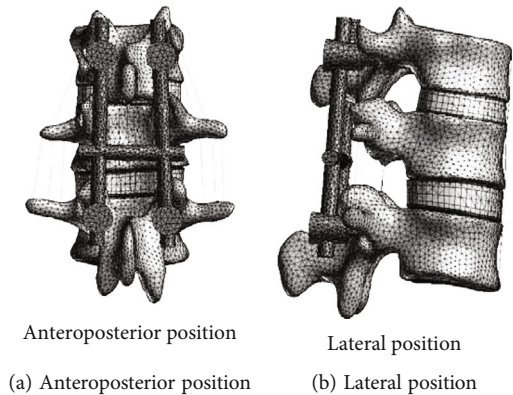 Anteroposterior position
Lateral position
(a) Anteroposterior position
(b) Lateral position